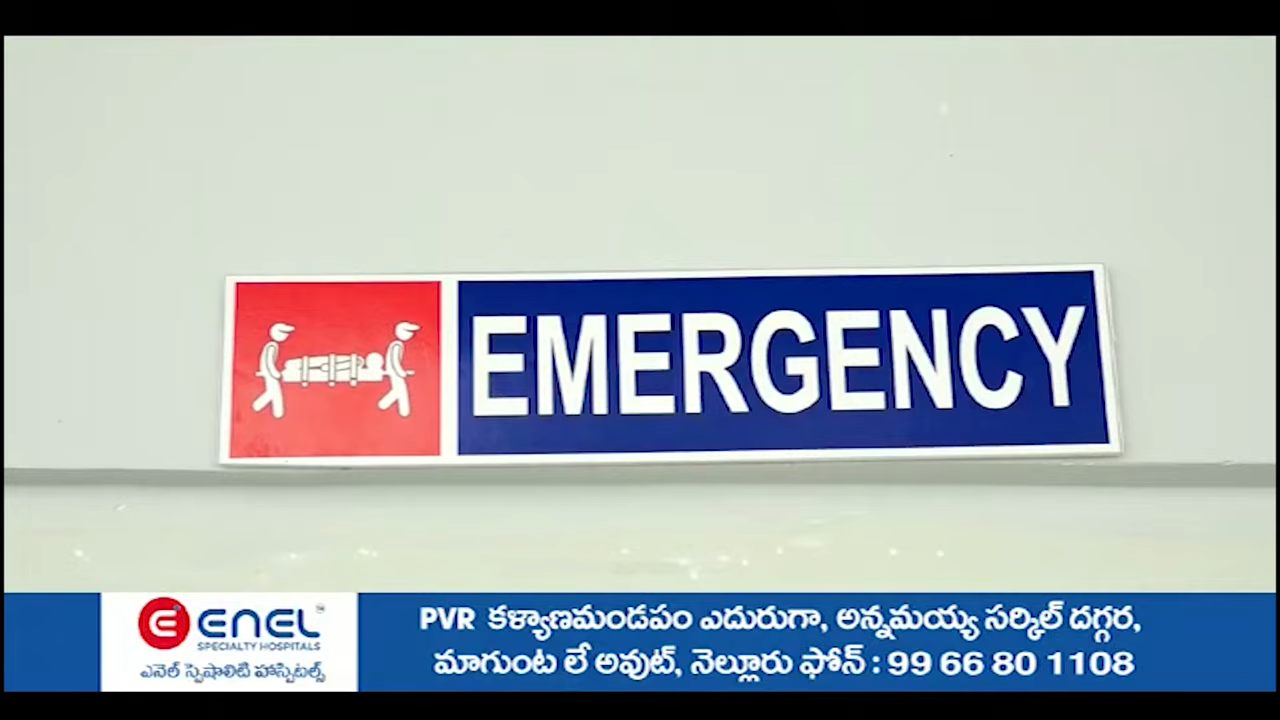 EMERGENCY
ENEL
SPECIALTY HOSPITALS
ఎనెల్ స్పెషాలిటి హాస్పిటల్స్
PVR కళ్యాణమండపం ఎదురుగా, అన్నమయ్య సర్కిల్ దగ్గర,
మాగుంట లే అవుట్, నెల్లూరు ఫోన్ : 99 66 80 1108